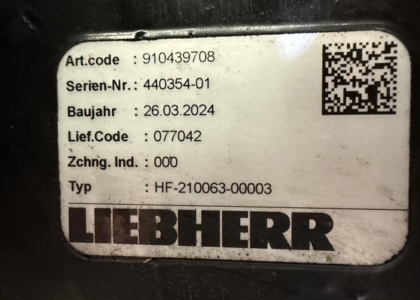 Art.code : 910439708
Serien-Nr. : 440354-01
Baujahr : 26.03.2024
Lief.Code : 077042
Zchng. Ind. : 000
Typ : HF-210063-00003
LIEBHERR